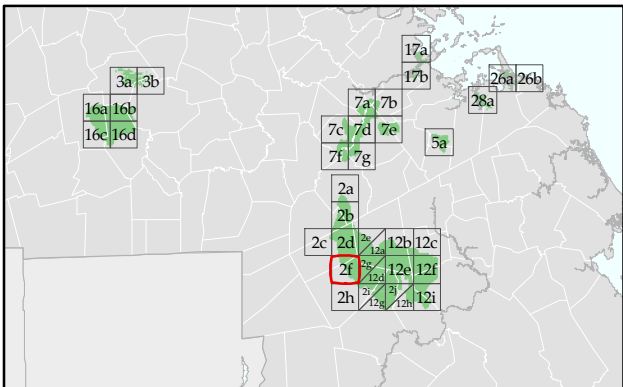 17a
3a 3b 17b 26a 26b
16a 16b 7a 7b 28a
16c 16d 7c 7d 7e 5a
7f 7g
2a
2b
2c 2d 2e 12a 12b 12c
2f 2g 12d 12e 12f
2h 2i 12g 2j 12h 12i